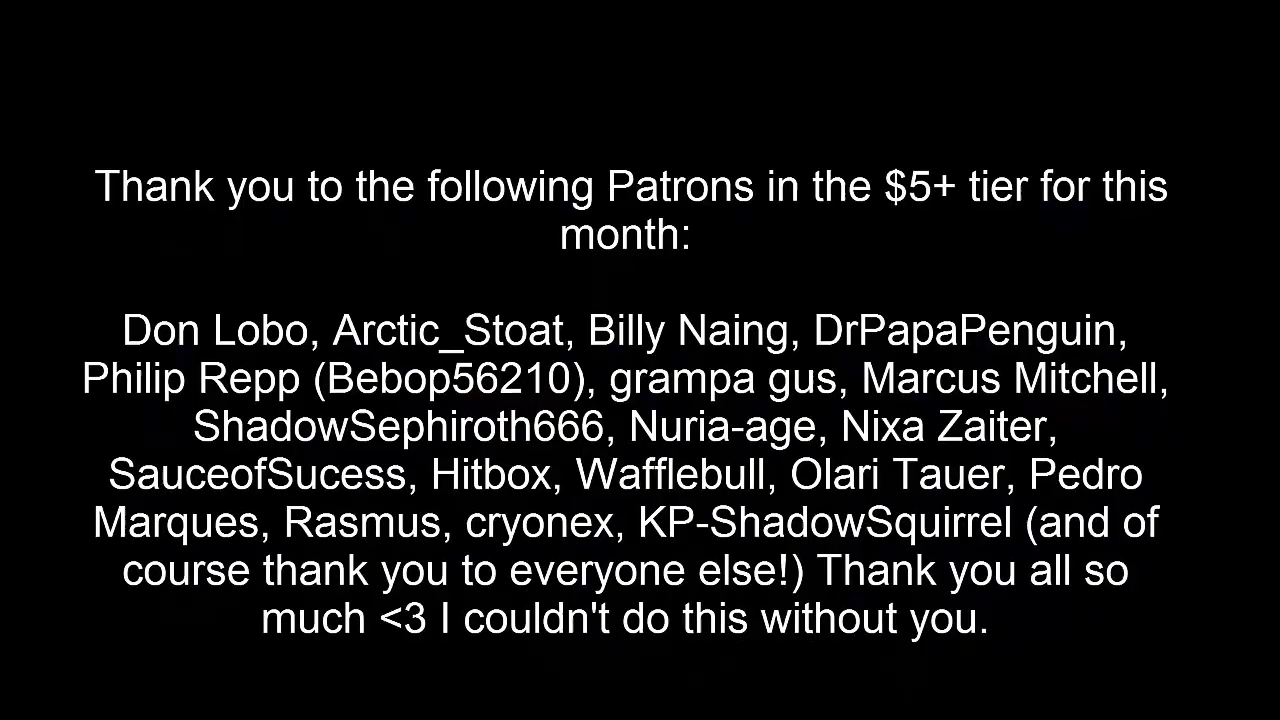 Thank you to the following Patrons in the $5+ tier for this
month:
Don Lobo, Arctic_Stoat, Billy Naing, DrPapaPenguin,
Philip Repp (Bebop56210), grampa gus, Marcus Mitchell,
ShadowSephiroth666, Nuria-age, Nixa Zaiter,
SauceofSucess, Hitbox, Wafflebull, Olari Tauer, Pedro
Marques, Rasmus, cryonex, KP-ShadowSquirrel (and of
course thank you to everyone else!) Thank you all so
much <3 I couldn't do this without you.